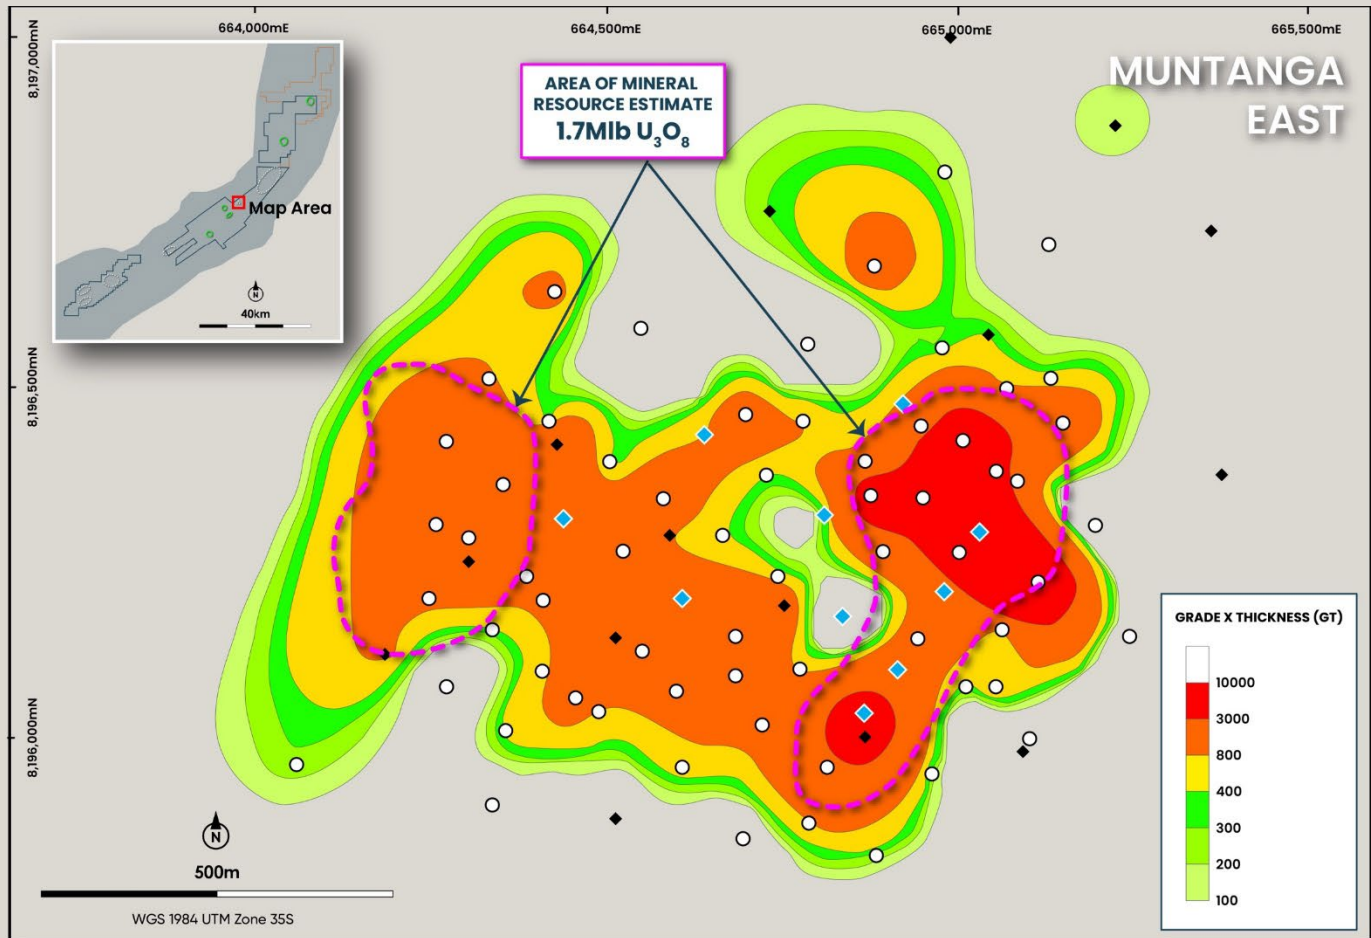 664,000mE
664,500mE
665,000mE
665,500mE
8,197,000mN
8,196,500mN
8,196,000mN
MUNTANGA
EAST
AREA OF MINERAL
RESOURCE ESTIMATE
1.7Mlb U₃O₈
Map Area
N
40km
GRADE X THICKNESS (GT)
10000
3000
800
400
300
200
100
N
500m
WGS 1984 UTM Zone 35S